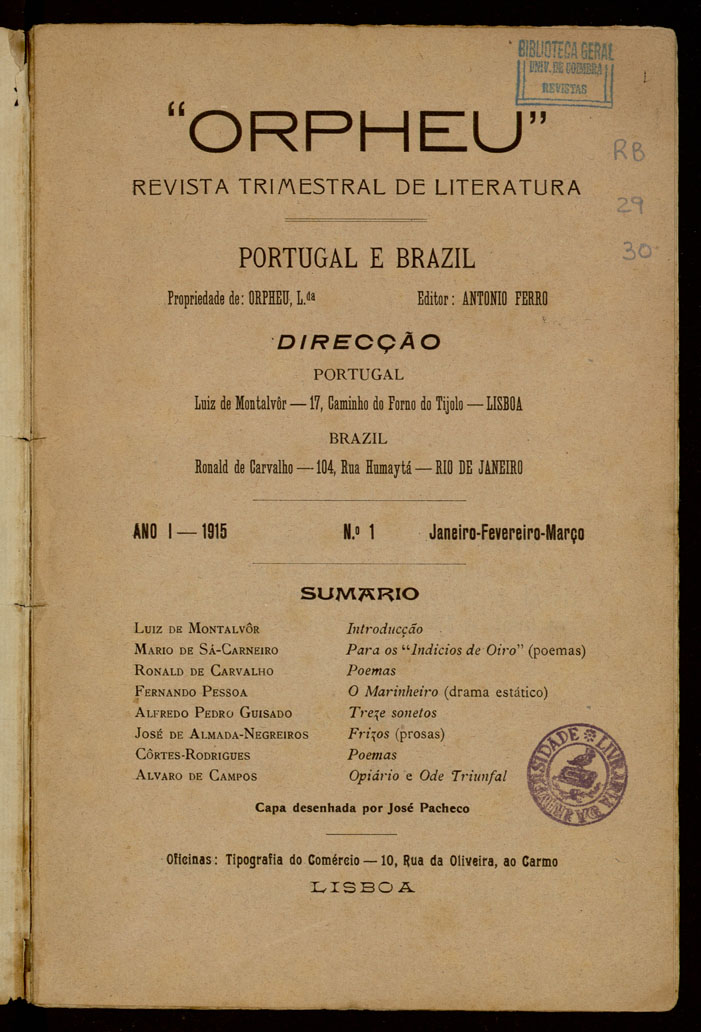 BIBLIOTECA GERAL
UNIV. DE COIMBRA
REVISTAS
"ORPHEU"
RB
REVISTA TRIMESTRAL DE LITERATURA
29
30
PORTUGAL E BRAZIL
Propriedade de: ORPHEU, L.da Editor: ANTONIO FERRO
DIRECÇÃO
PORTUGAL
Luiz de Montalvôr — 17, Caminho do Forno do Tijolo — LISBOA
BRAZIL
Ronald de Carvalho — 104, Rua Humaytá — RIO DE JANEIRO
ANO I — 1915 N.º 1 Janeiro-Fevereiro-Março
SUMARIO
LUIZ DE MONTALVÔR Introducção
MARIO DE SÁ-CARNEIRO Para os "Indicios de Oiro" (poemas)
RONALD DE CARVALHO Poemas
FERNANDO PESSOA O Marinheiro (drama estático)
ALFREDO PEDRO GUISADO Treze sonetos
JOSÉ DE ALMADA-NEGREIROS Frizos (prosas)
CÔRTES-RODRIGUES Poemas
ALVARO DE CAMPOS Opiário e Ode Triunfal
LIVRARIA DA UNIVERSIDADE
Capa desenhada por José Pacheco
Oficinas: Tipografia do Comércio — 10, Rua da Oliveira, ao Carmo
LISBOA